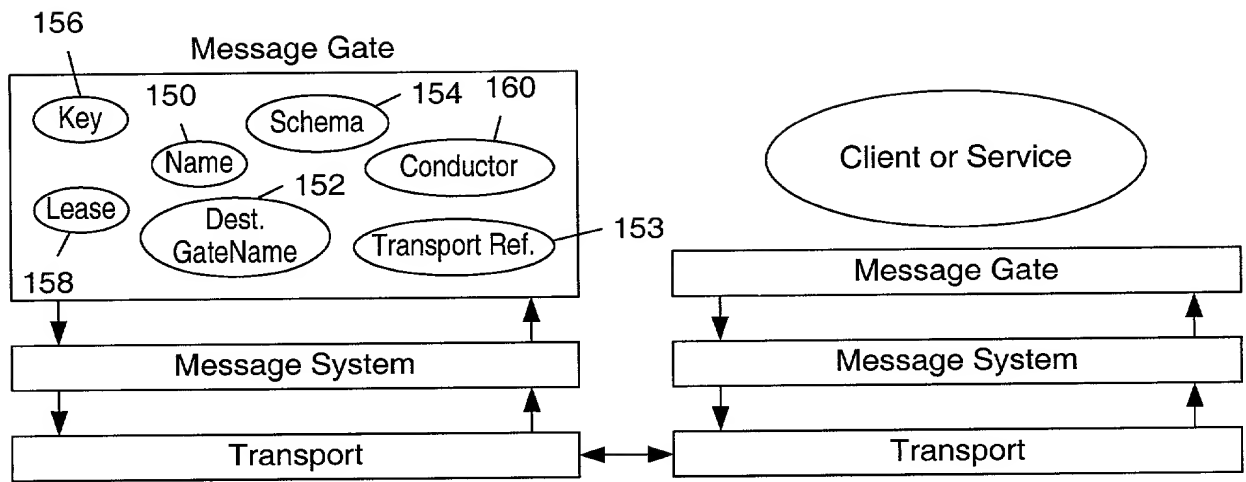 156
Message Gate
150
154
160
Key
Schema
Name
Conductor
Client or Service
152
Lease
Dest.
GateName
Transport Ref.
153
158
Message Gate
Message System
Message System
Transport
Transport